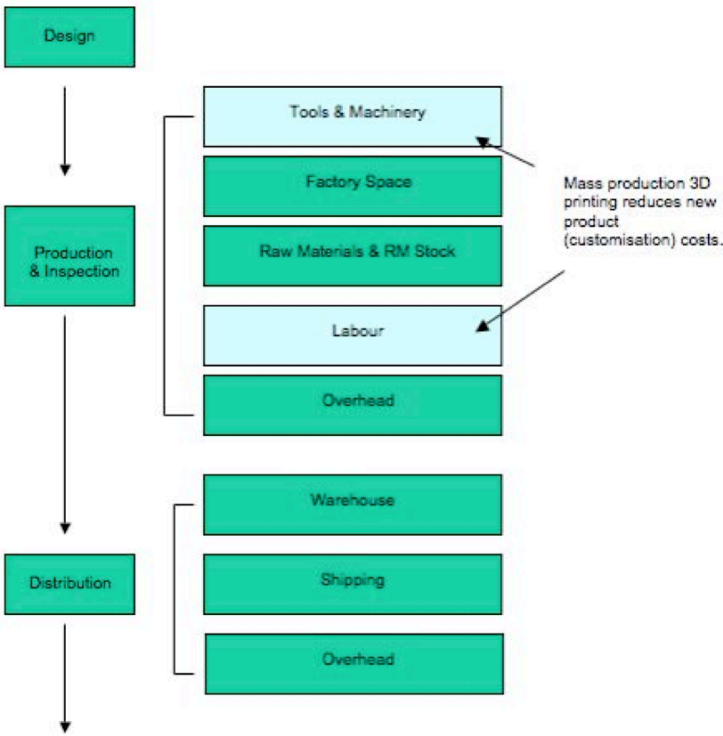 Design
Tools & Machinery
Factory Space
Mass production 3D
printing reduces new
product
(customisation) costs.
Production
& Inspection
Raw Materials & RM Stock
Labour
Overhead
Warehouse
Distribution
Shipping
Overhead